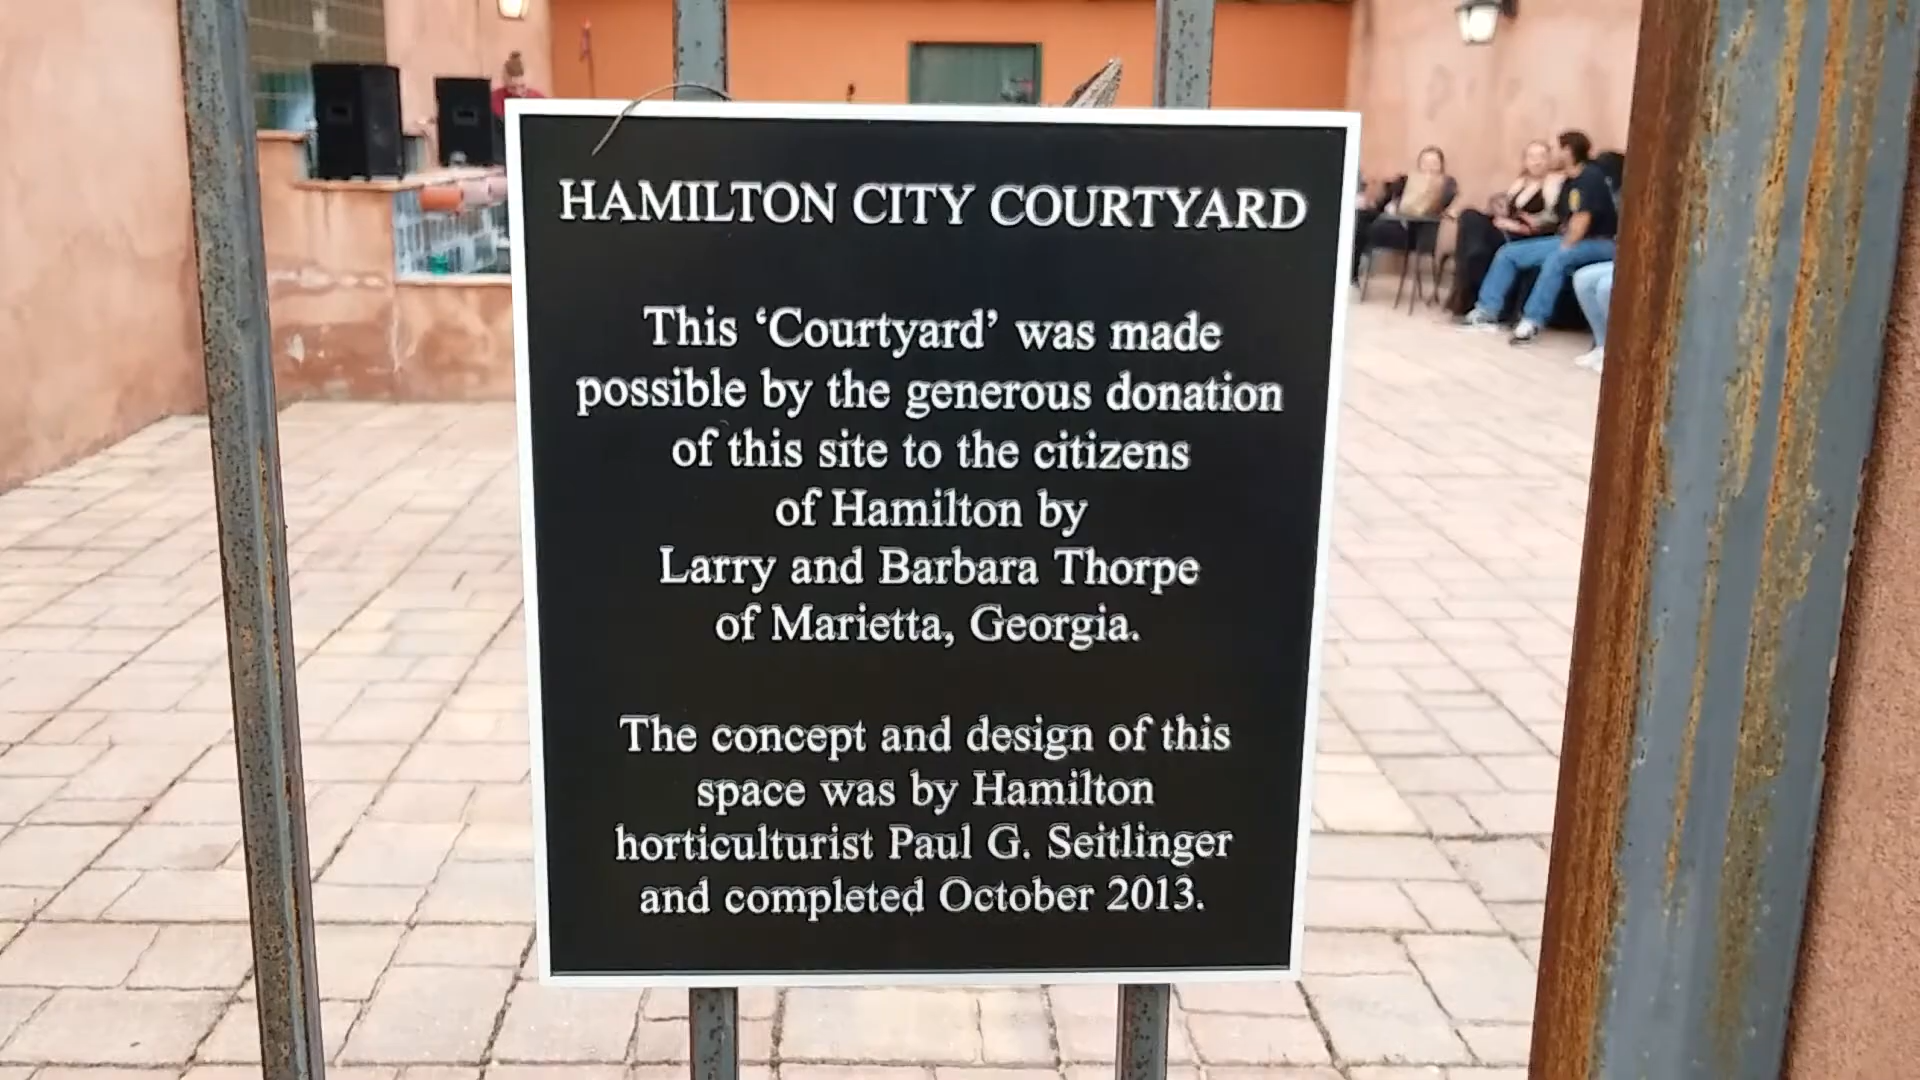 HAMILTON CITY COURTYARD
This ‘Courtyard’ was made
possible by the generous donation
of this site to the citizens
of Hamilton by
Larry and Barbara Thorpe
of Marietta, Georgia.
The concept and design of this
space was by Hamilton
horticulturist Paul G. Seitlinger
and completed October 2013.